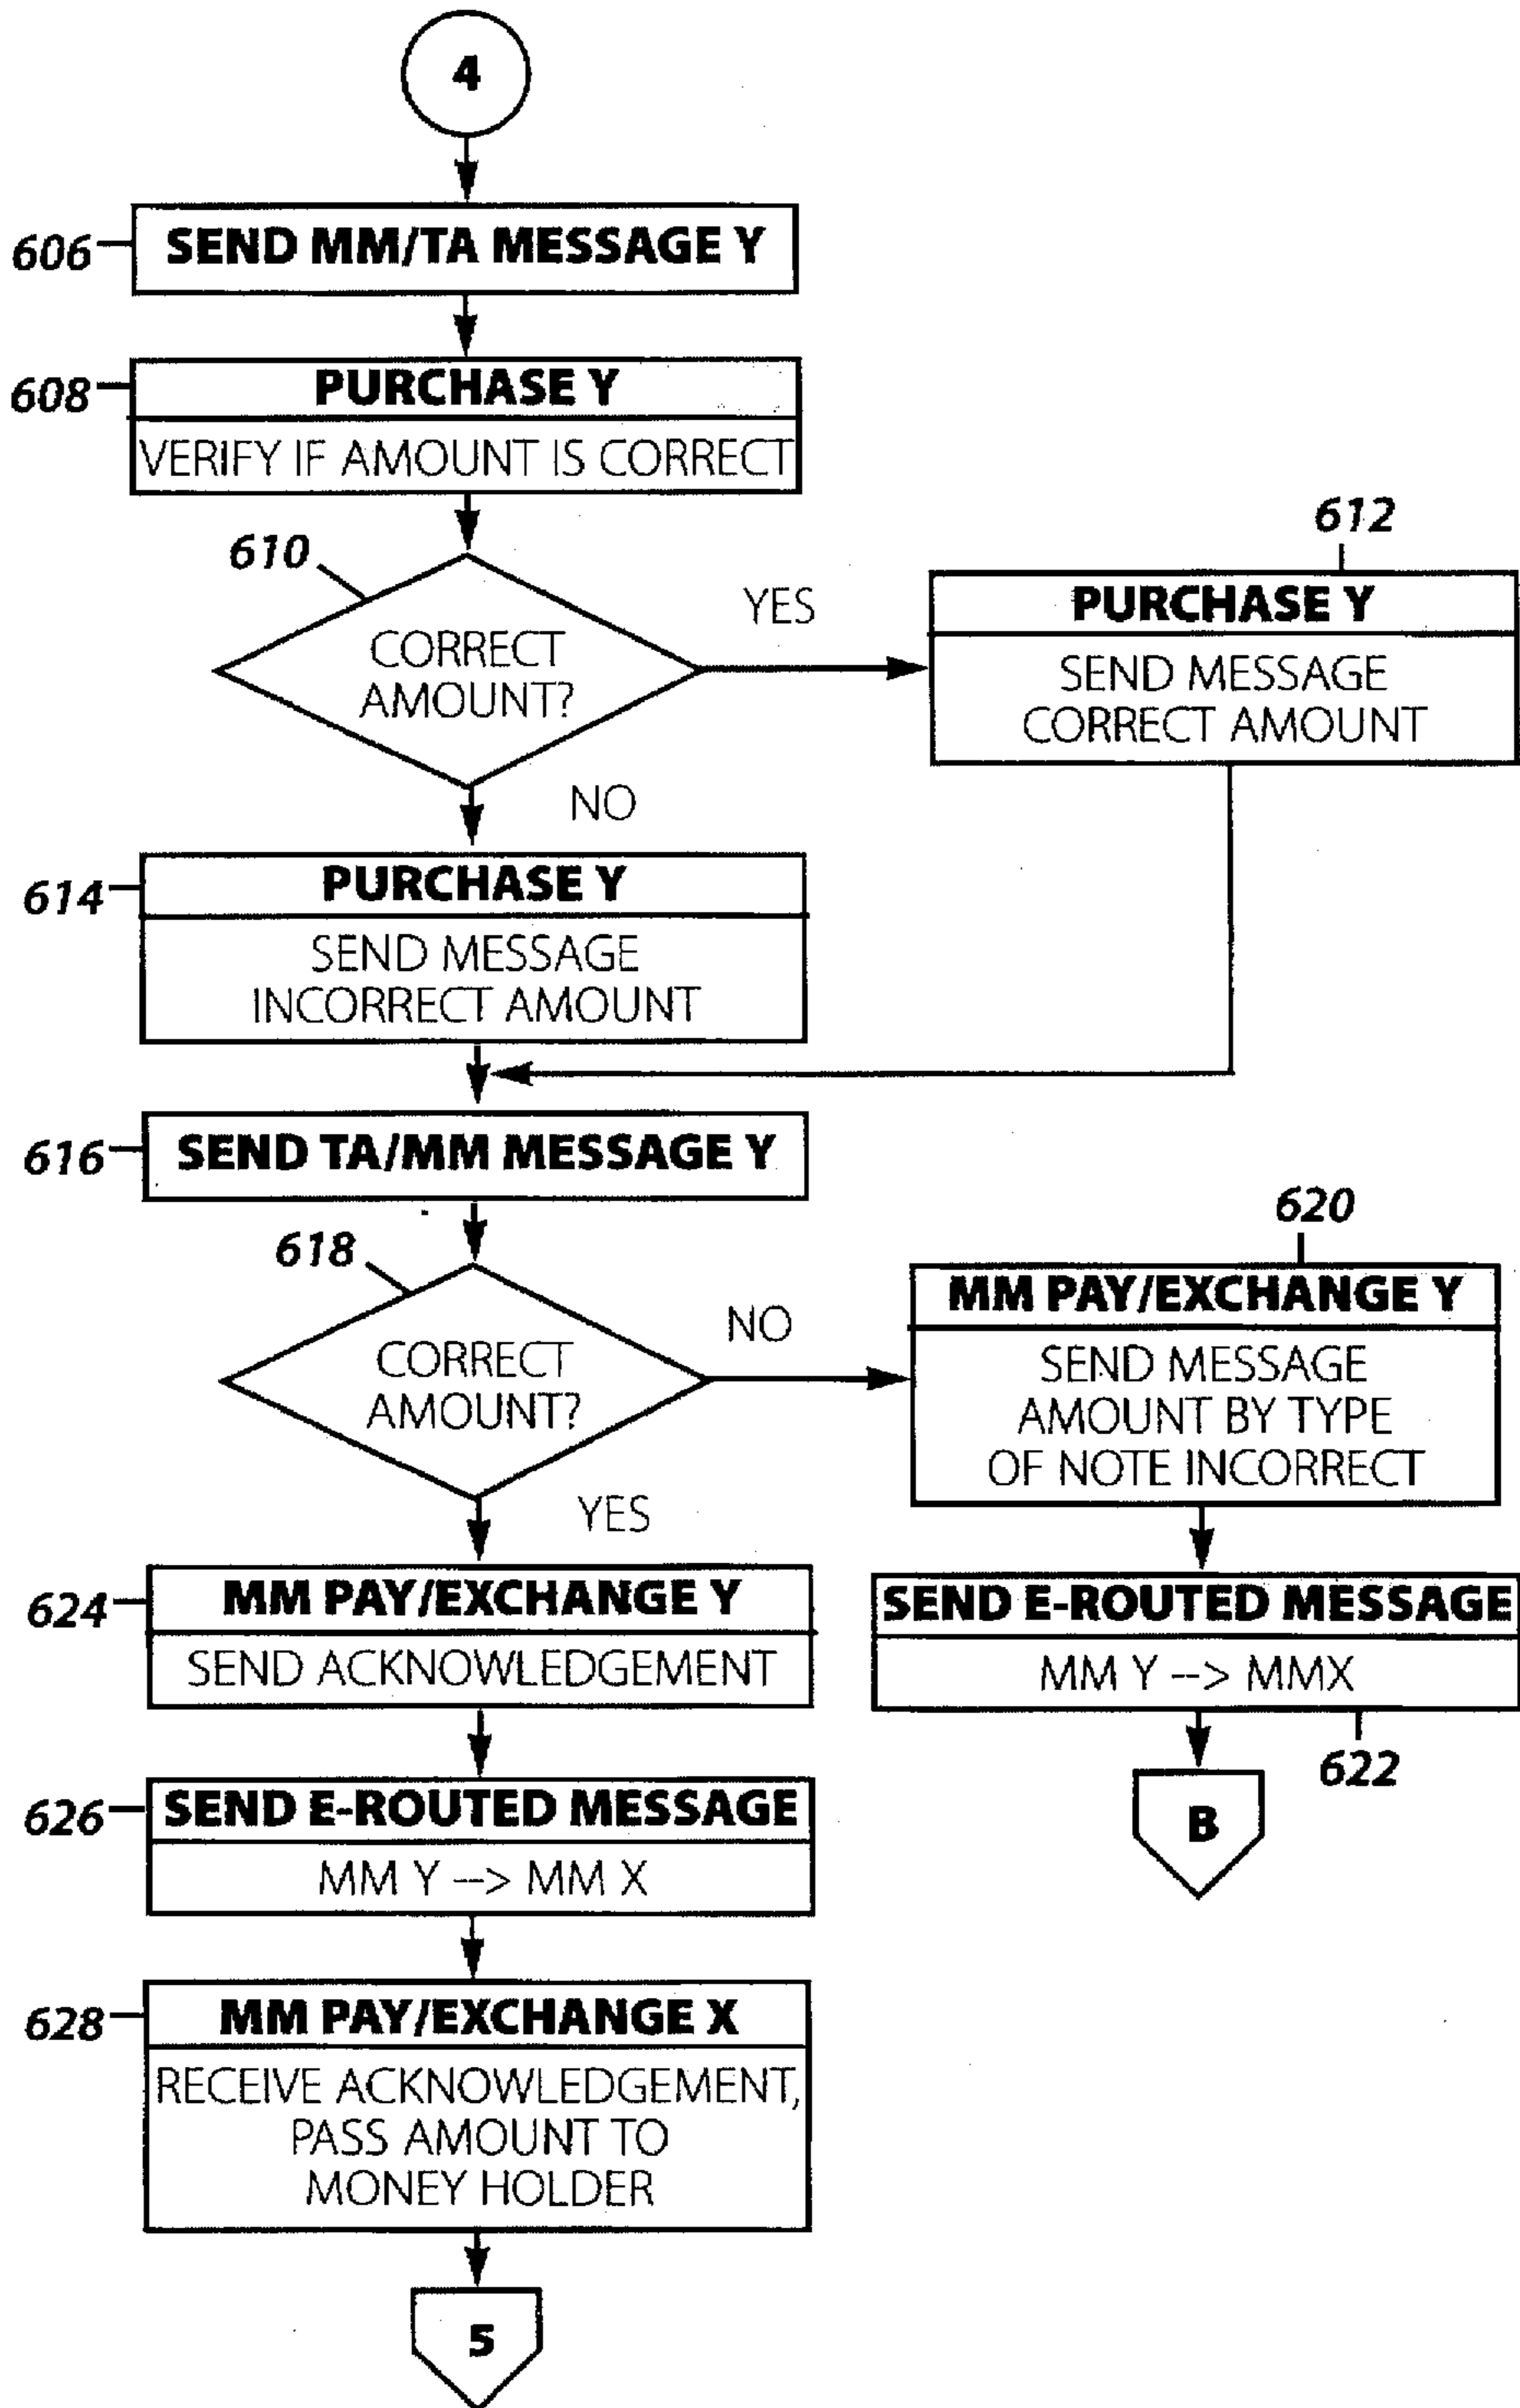 4
606
SEND MM/TA MESSAGE Y
608
PURCHASE Y
VERIFY IF AMOUNT IS CORRECT
610
CORRECT
AMOUNT?
YES
612
PURCHASE Y
SEND MESSAGE
CORRECT AMOUNT
NO
614
PURCHASE Y
SEND MESSAGE
INCORRECT AMOUNT
616
SEND TA/MM MESSAGE Y
618
CORRECT
AMOUNT?
NO
620
MM PAY/EXCHANGE Y
SEND MESSAGE
AMOUNT BY TYPE
OF NOTE INCORRECT
SEND E-ROUTED MESSAGE
MM Y --> MMX
622
B
YES
624
MM PAY/EXCHANGE Y
SEND ACKNOWLEDGEMENT
626
SEND E-ROUTED MESSAGE
MM Y --> MM X
628
MM PAY/EXCHANGE X
RECEIVE ACKNOWLEDGEMENT,
PASS AMOUNT TO
MONEY HOLDER
5